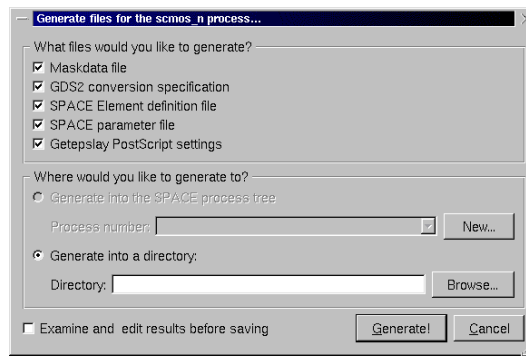 Generate files for the scmos_n process...
What files would you like to generate?
Maskdata file
GDS2 conversion specification
SPACE Element definition file
SPACE parameter file
Getepslay PostScript settings
Where would you like to generate to?
Generate into the SPACE process tree
Process number:
New...
Generate into a directory:
Directory:
Browse...
Examine and edit results before saving
Generate!
Cancel